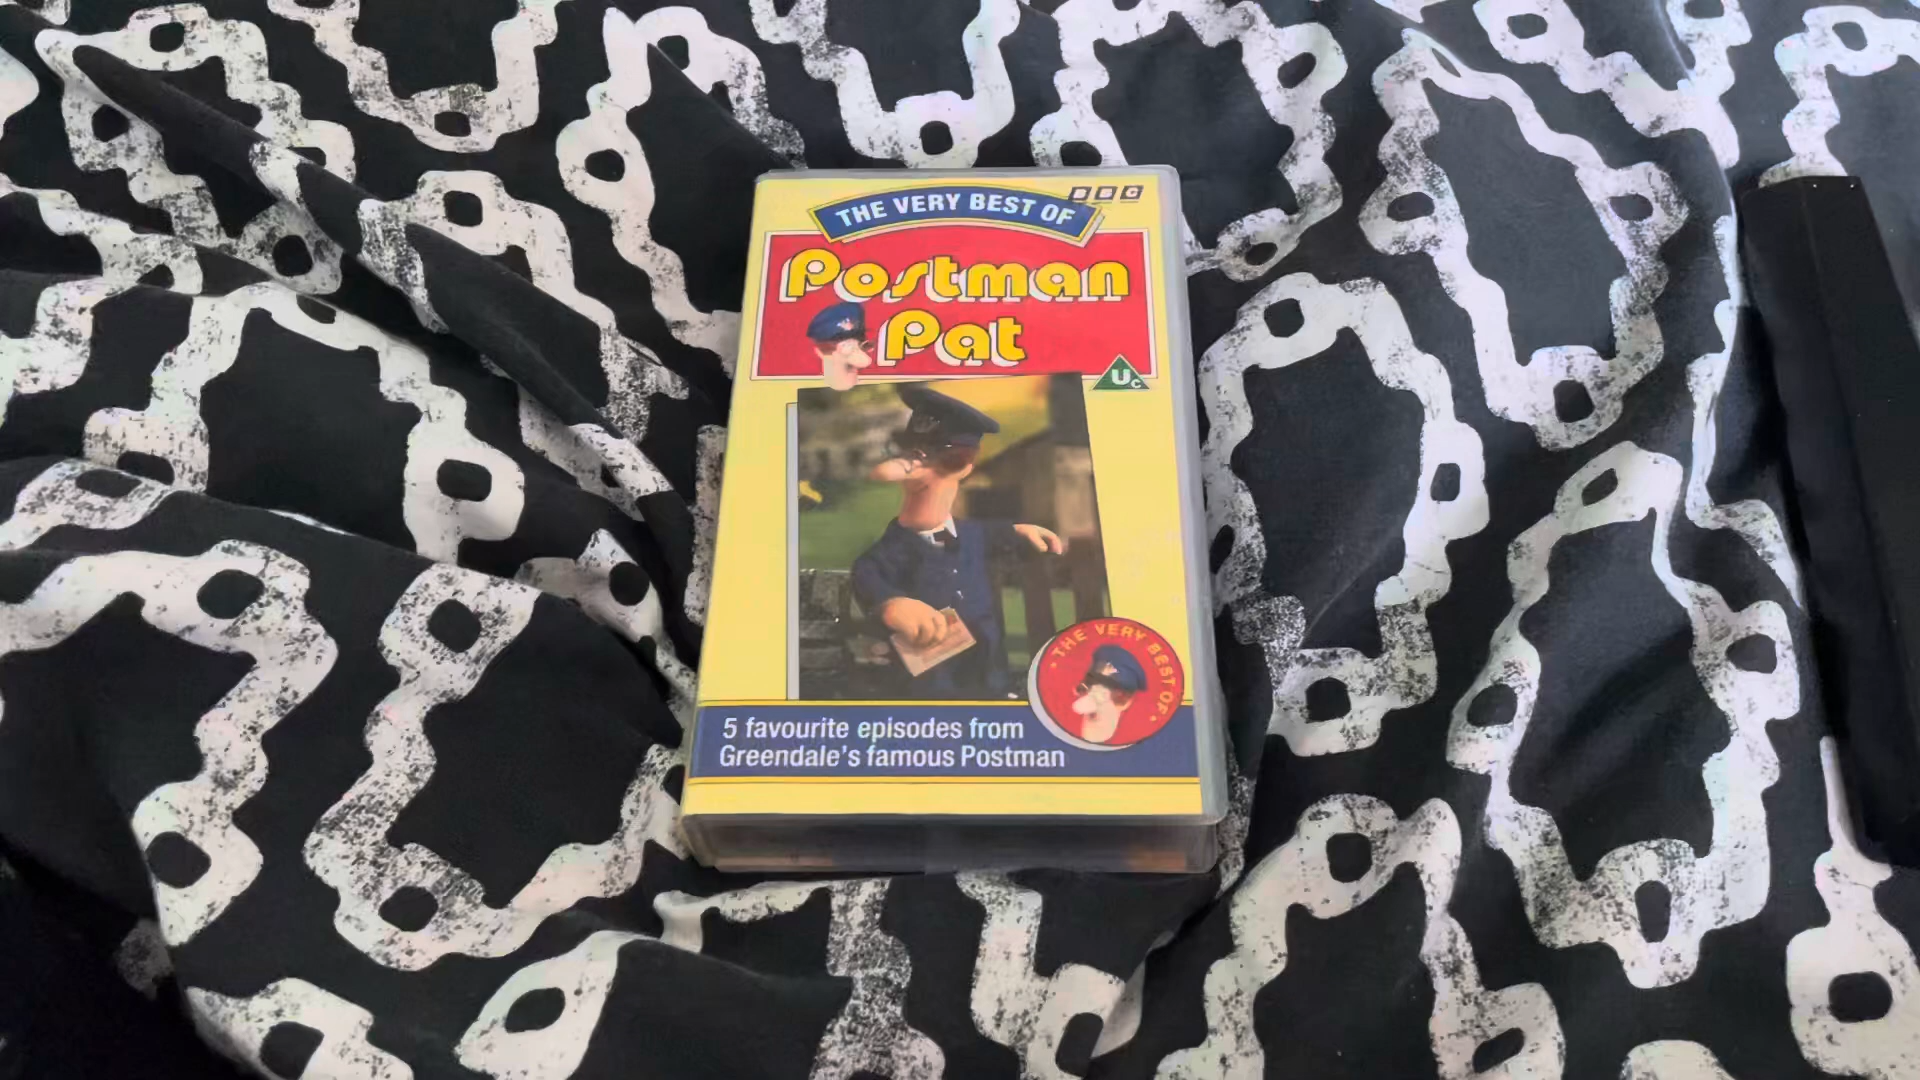 BBC
THE VERY BEST OF
Postman
Pat
Uc
THE VERY BEST OF
5 favourite episodes from
Greendale's famous Postman